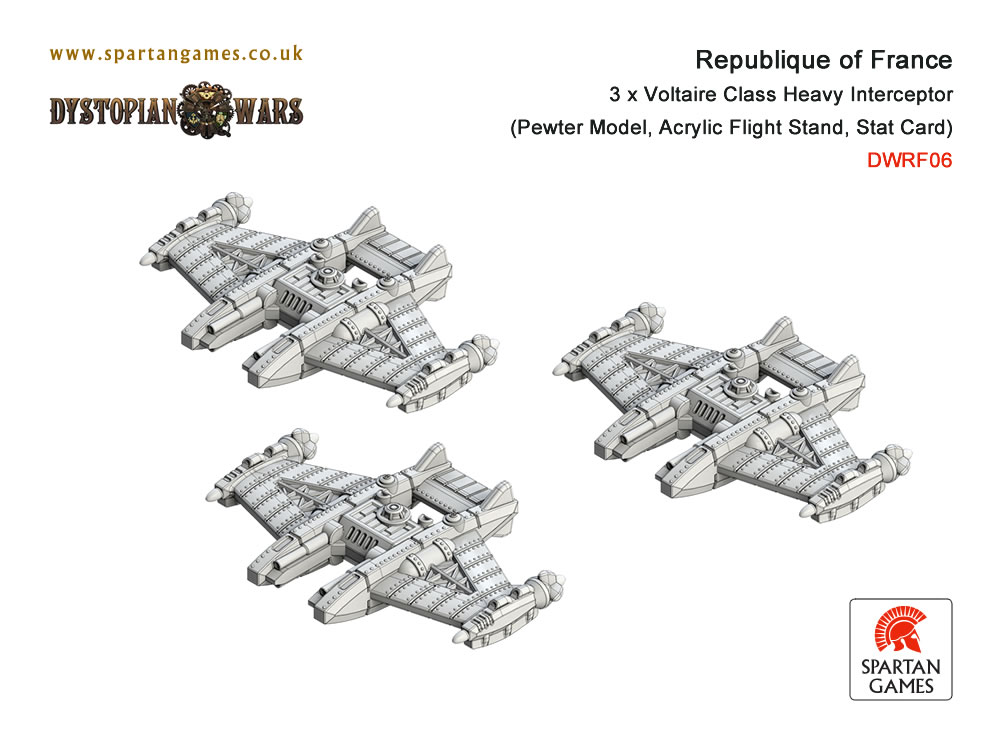 www.spartangames.co.uk
DYSTOPIAN WARS
Republique of France
3 x Voltaire Class Heavy Interceptor
(Pewter Model, Acrylic Flight Stand, Stat Card)
DWRF06
SPARTAN
GAMES